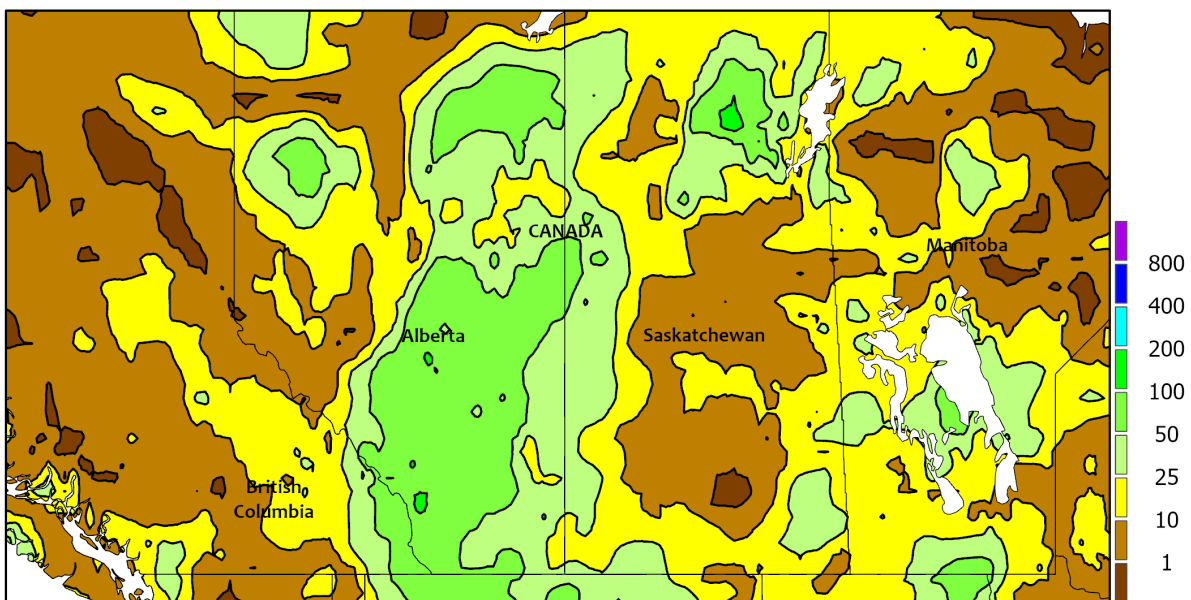 CANADA
Manitoba
Alberta
Saskatchewan
British
Columbia
800
400
200
100
50
25
10
1